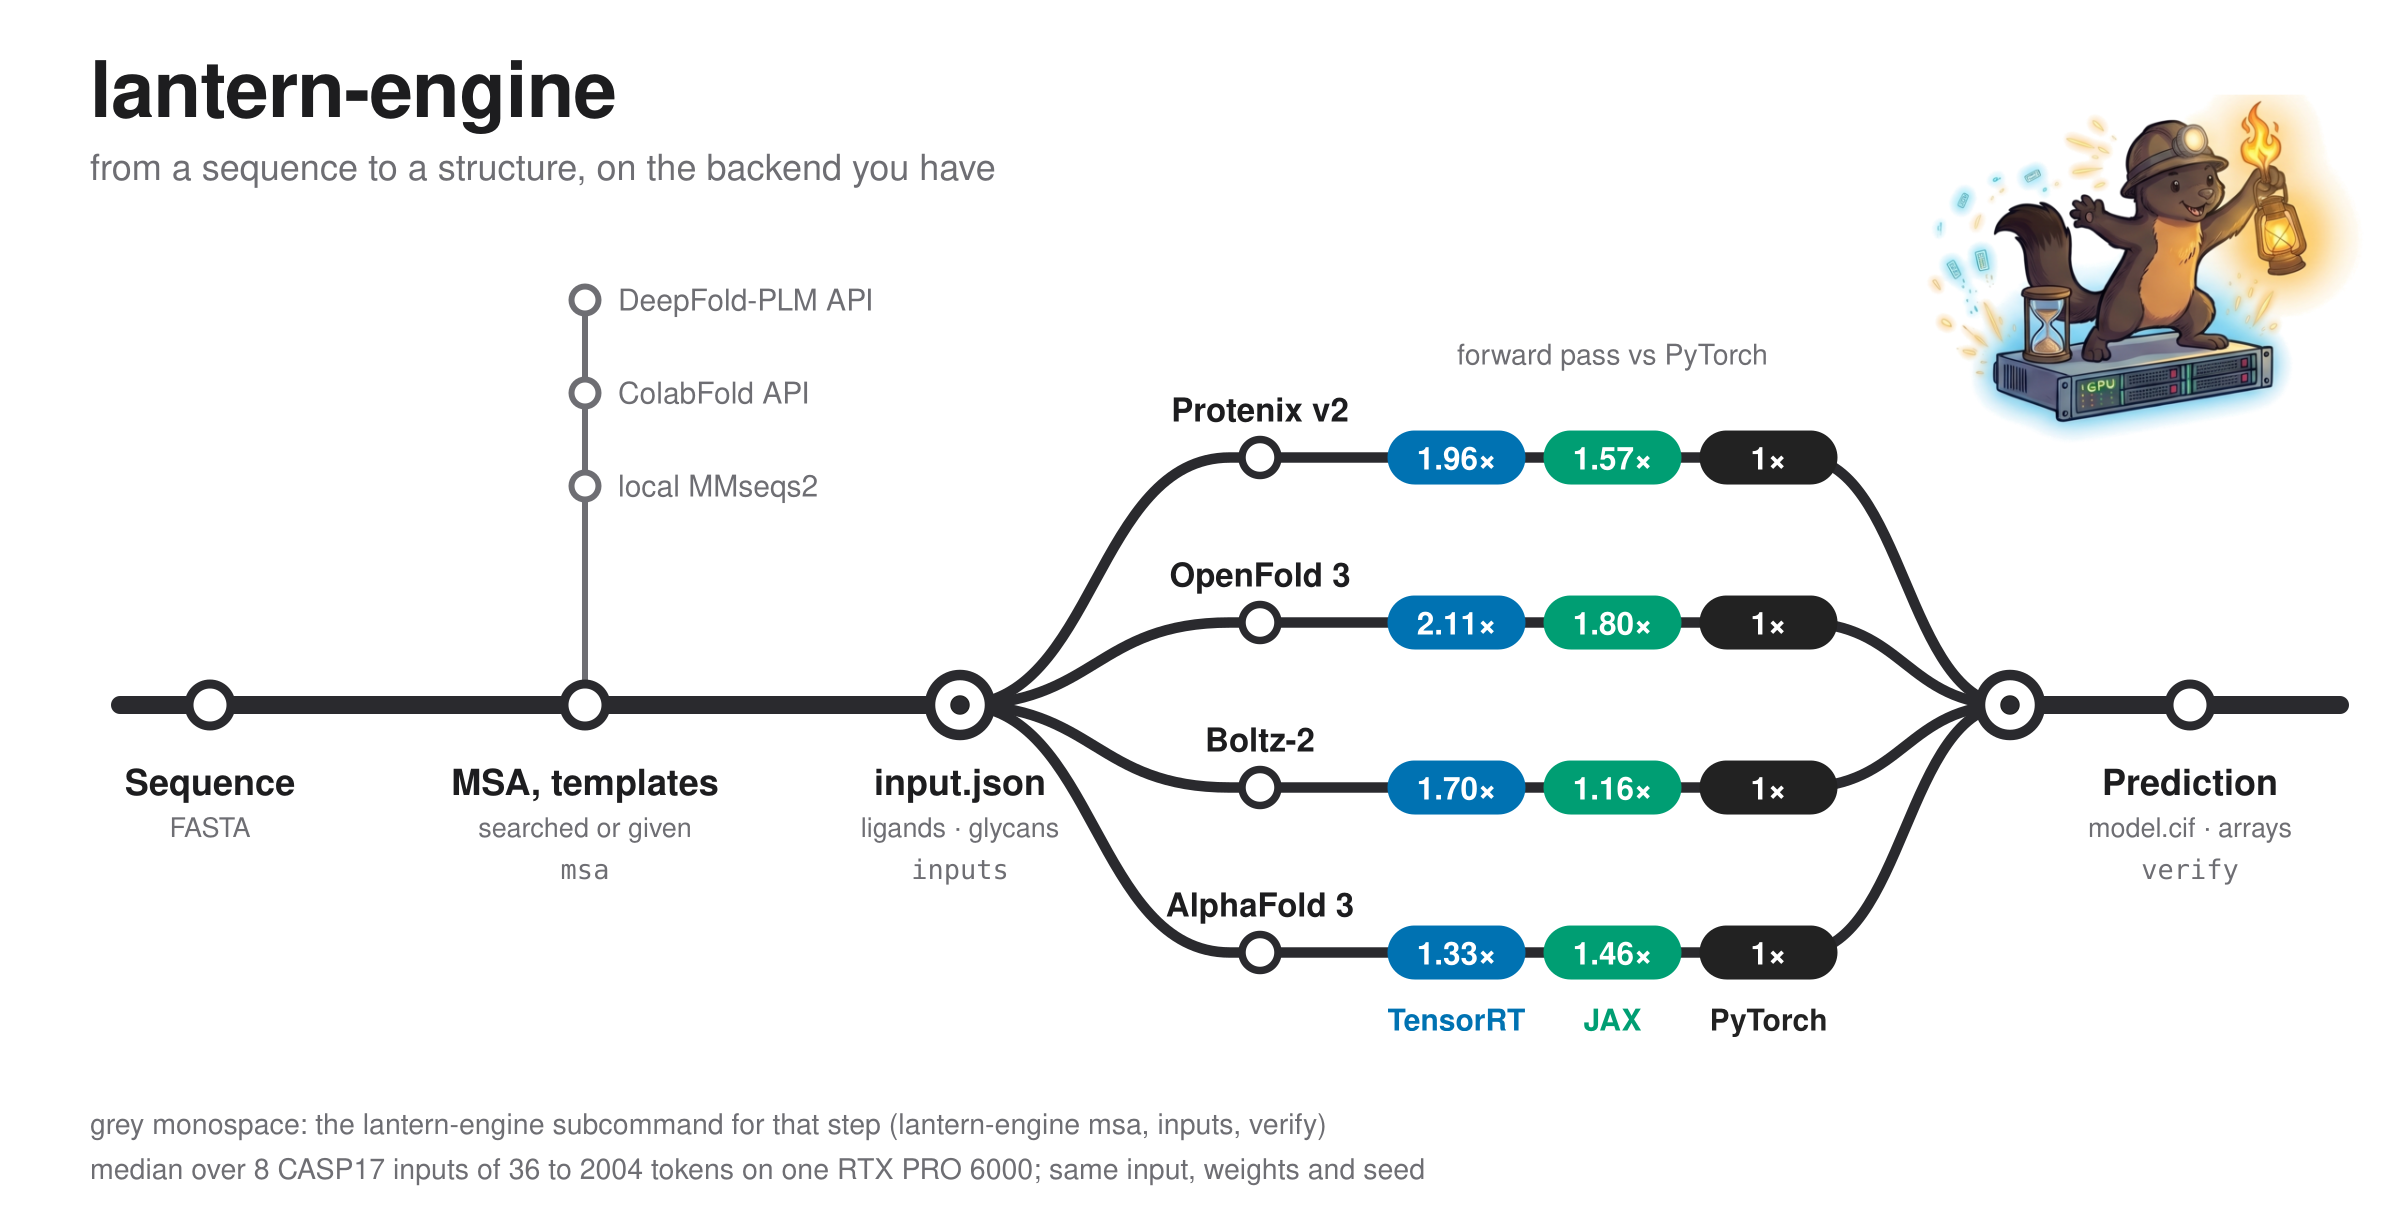 lantern-engine
from a sequence to a structure, on the backend you have
DeepFold-PLM API
ColabFold API
local MMseqs2
forward pass vs PyTorch
GPU
Protenix v2
1.96× 1.57× 1×
OpenFold 3
2.11× 1.80× 1×
Boltz-2
1.70× 1.16× 1×
AlphaFold 3
1.33× 1.46× 1×
TensorRT JAX PyTorch
Sequence
FASTA
MSA, templates
searched or given
msa
input.json
ligands · glycans
inputs
Prediction
model.cif · arrays
verify
grey monospace: the lantern-engine subcommand for that step (lantern-engine msa, inputs, verify)
median over 8 CASP17 inputs of 36 to 2004 tokens on one RTX PRO 6000; same input, weights and seed